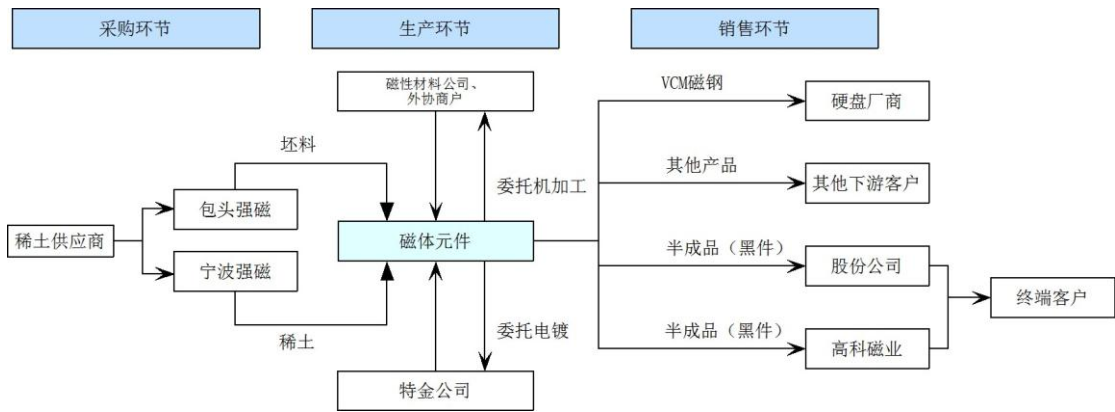 采购环节
生产环节
销售环节
磁性材料公司、
外协商户
VCM磁钢
硬盘厂商
坯料
委托机加工
其他产品
其他下游客户
包头强磁
稀土供应商
磁体元件
半成品（黑件）
股份公司
宁波强磁
终端客户
稀土
委托电镀
半成品（黑件）
高科磁业
特金公司